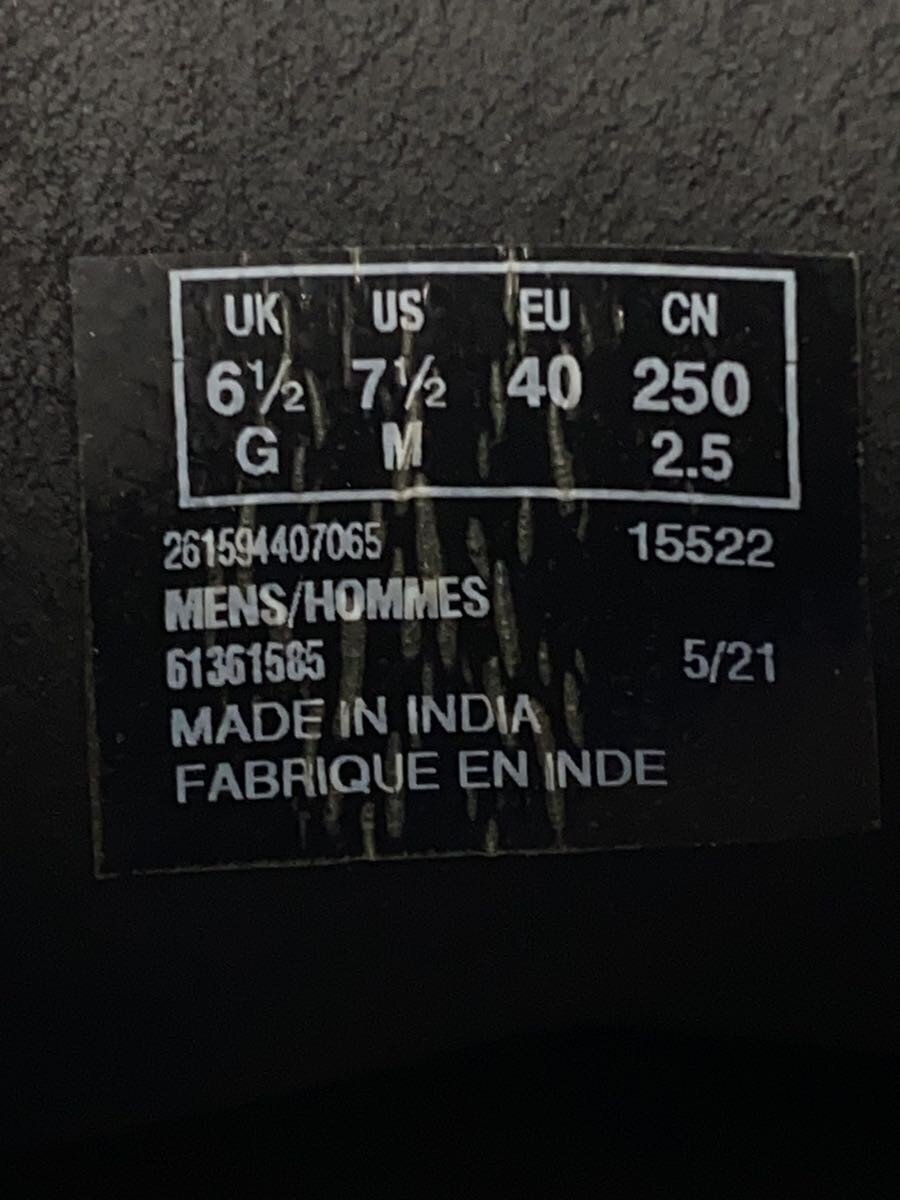 UK US EU CN
6½ 7½ 40 250
G M 2.5
261594407065 15522
MENS/HOMMES
61361585 5/21
MADE IN INDIA
FABRIQUE EN INDE